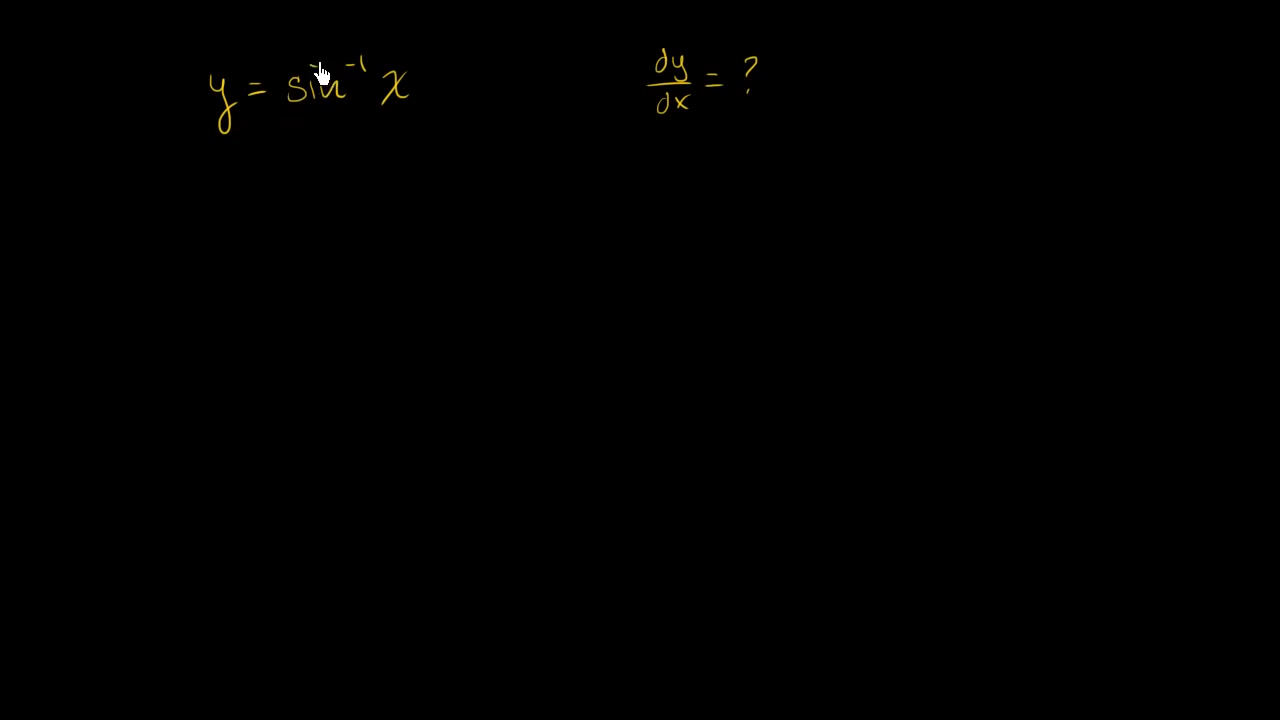 y = sin⁻¹ x
dy/dx = ?